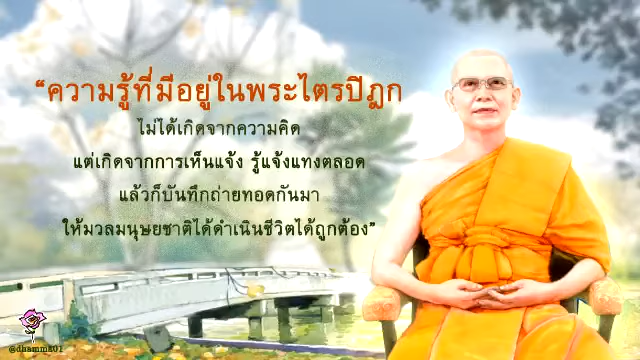 “ความรู้ที่มีอยู่ในพระไตรปิฎก
ไม่ได้เกิดจากความคิด
แต่เกิดจากการเห็นแจ้ง รู้แจ้งแทงตลอด
แล้วก็บันทึกถ่ายทอดกันมา
ให้มวลมนุษยชาติได้ดำเนินชีวิตได้ถูกต้อง”
@dhamma01